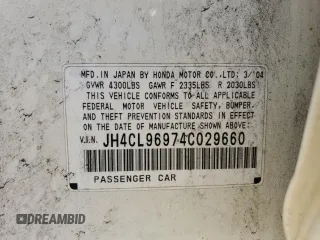 MFD. IN JAPAN BY HONDA MOTOR CO., LTD: 3/'04
GVWR 4300LBS GAWR F 2335LBS R 2030LBS
THIS VEHICLE CONFORMS TO ALL APPLICABLE
FEDERAL MOTOR VEHICLE SAFETY, BUMPER,
AND THEFT PREVENTION STANDARDS IN EFFECT
ON THE DATE OF MANUFACTURE SHOWN ABOVE.
V.I.N. JH4CL96974C029660
PASSENGER CAR
DREAMBID